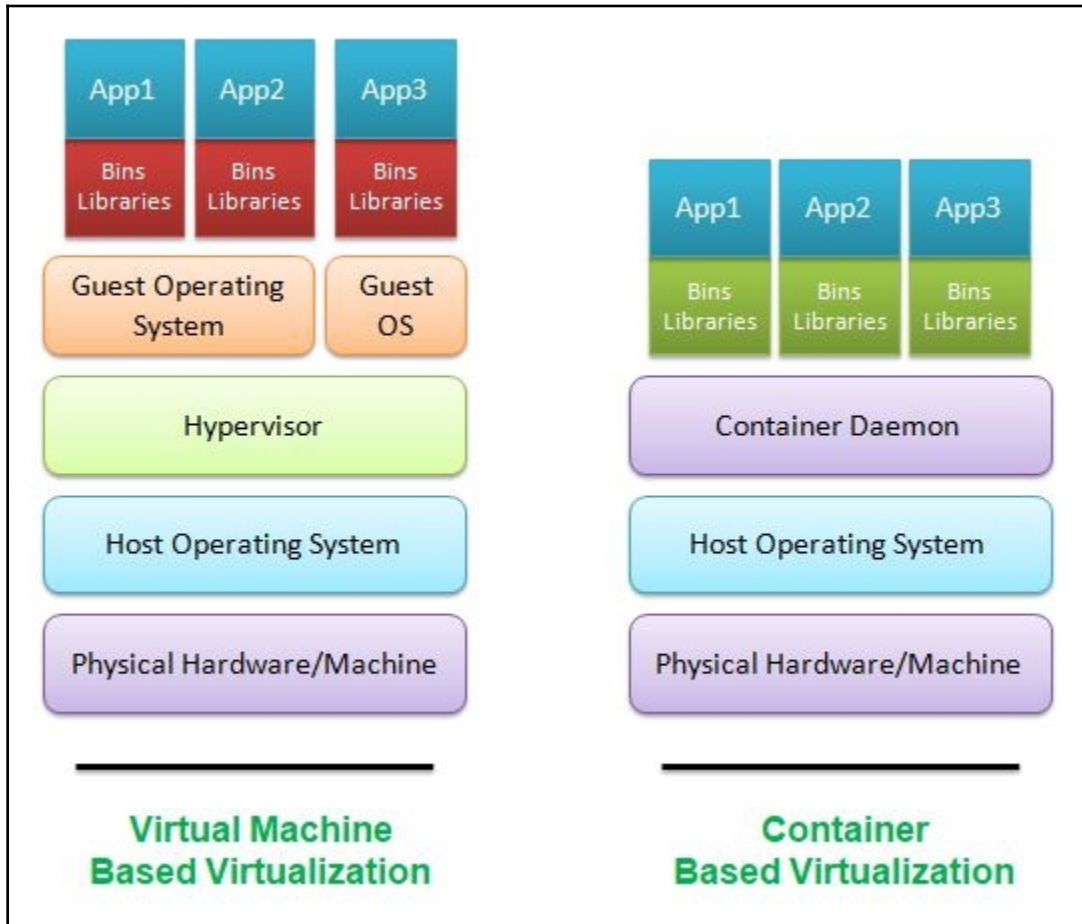 App1
Bins
Libraries
App2
Bins
Libraries
App3
Bins
Libraries
Guest Operating
System
Guest
OS
Hypervisor
Host Operating System
Physical Hardware/Machine
Virtual Machine
Based Virtualization
App1
Bins
Libraries
App2
Bins
Libraries
App3
Bins
Libraries
Container Daemon
Host Operating System
Physical Hardware/Machine
Container
Based Virtualization